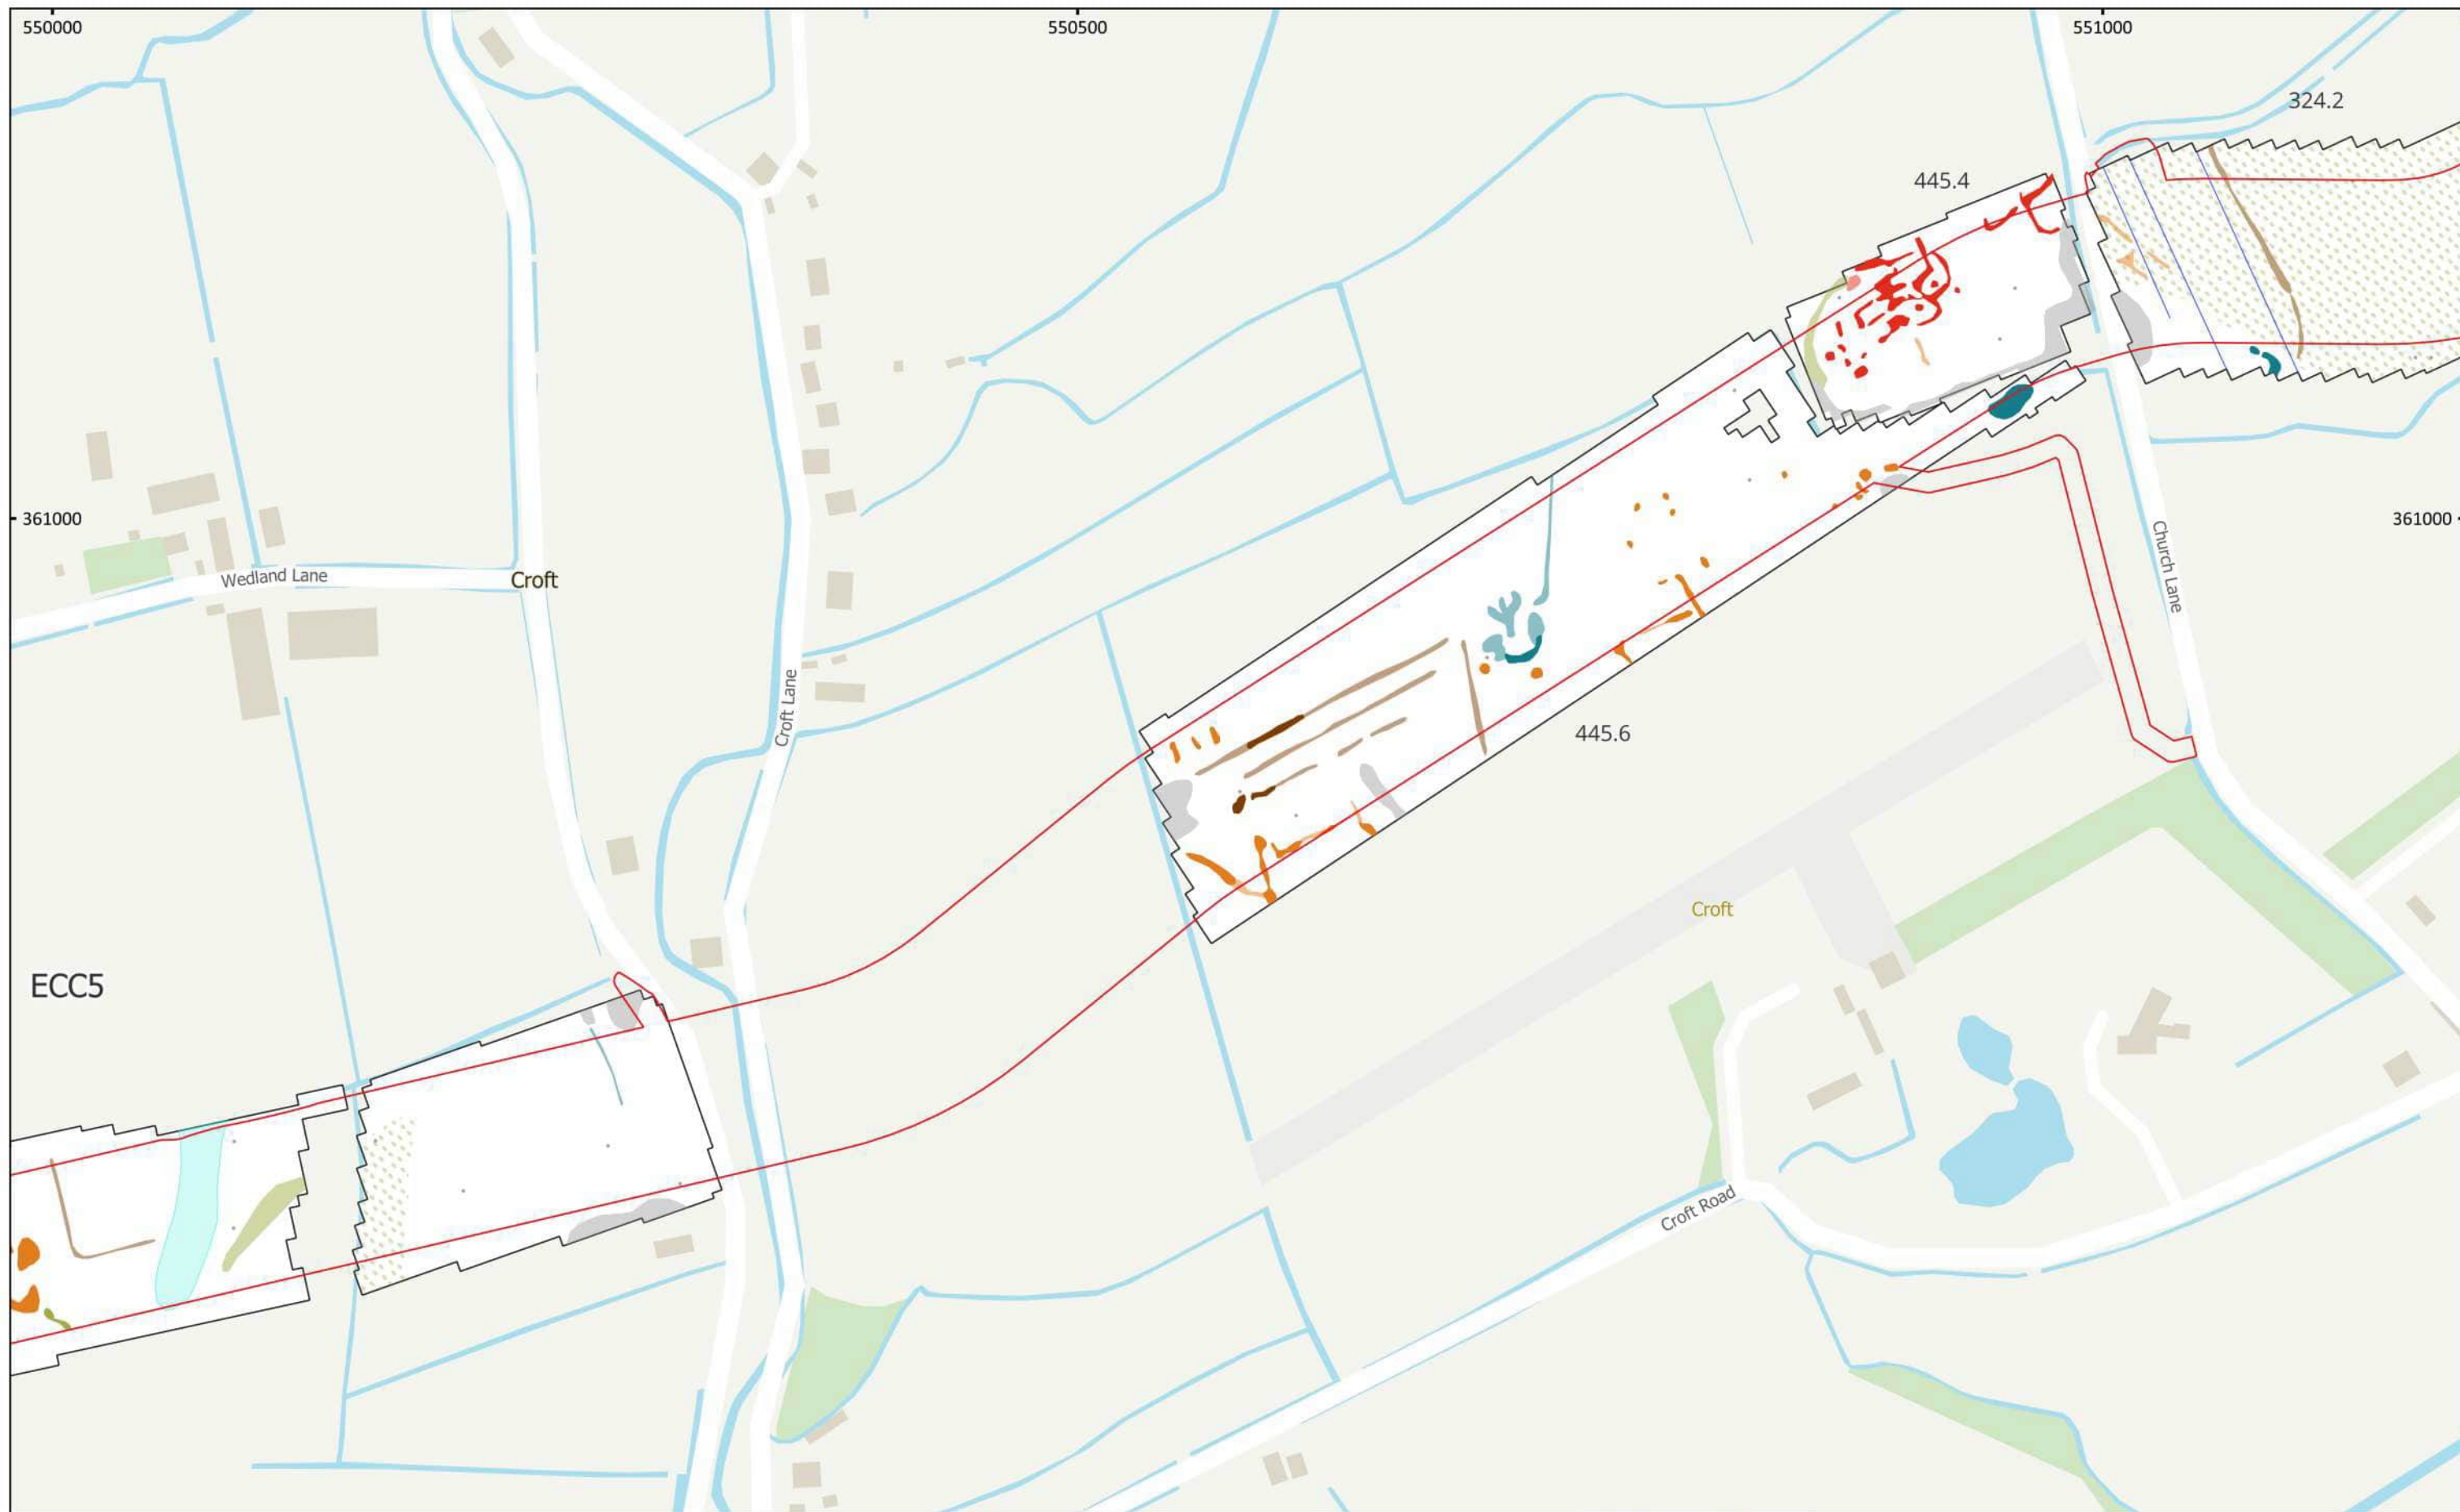 550000
550500
551000
324.2
445.4
361000
361000
Church Lane
Wedland Lane
Croft
Croft Lane
445.6
Croft
ECC5
Croft Road